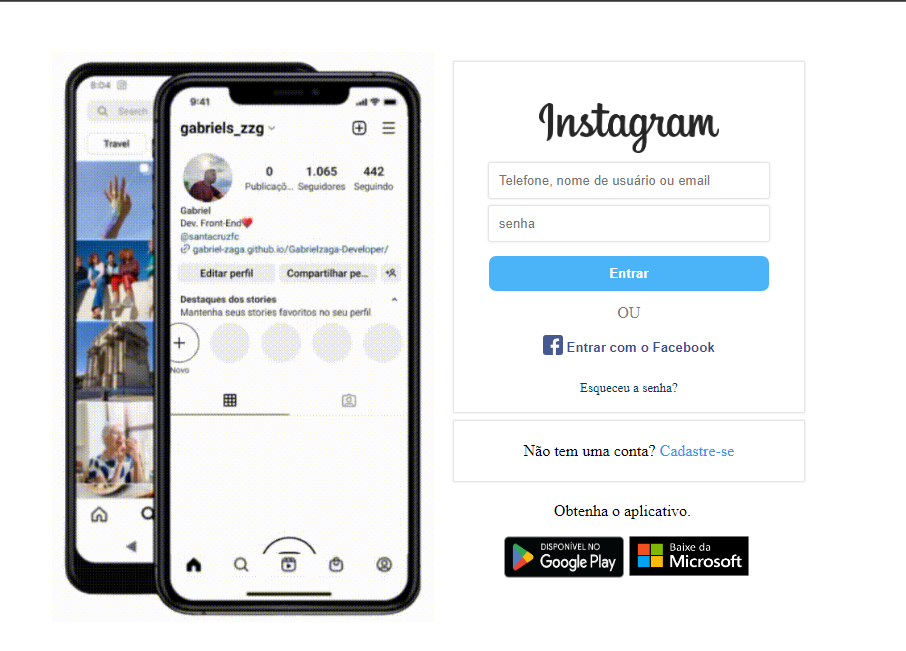 8:04
Search
Travel
9:41
gabriels_zzg
0 1.065 442
Publicaçõ... Seguidores Seguindo
Gabriel
Dev. Front-End❤️
@santacruzfc
gabriel-zaga.github.io/Gabrielzaga-Developer/
Editar perfil Compartilhar pe...
Destaques dos stories
Mantenha seus stories favoritos no seu perfil
Novo
Instagram
Telefone, nome de usuário ou email
senha
Entrar
OU
Entrar com o Facebook
Esqueceu a senha?
Não tem uma conta? Cadastre-se
Obtenha o aplicativo.
DISPONÍVEL NO
Google Play
Baixe da
Microsoft